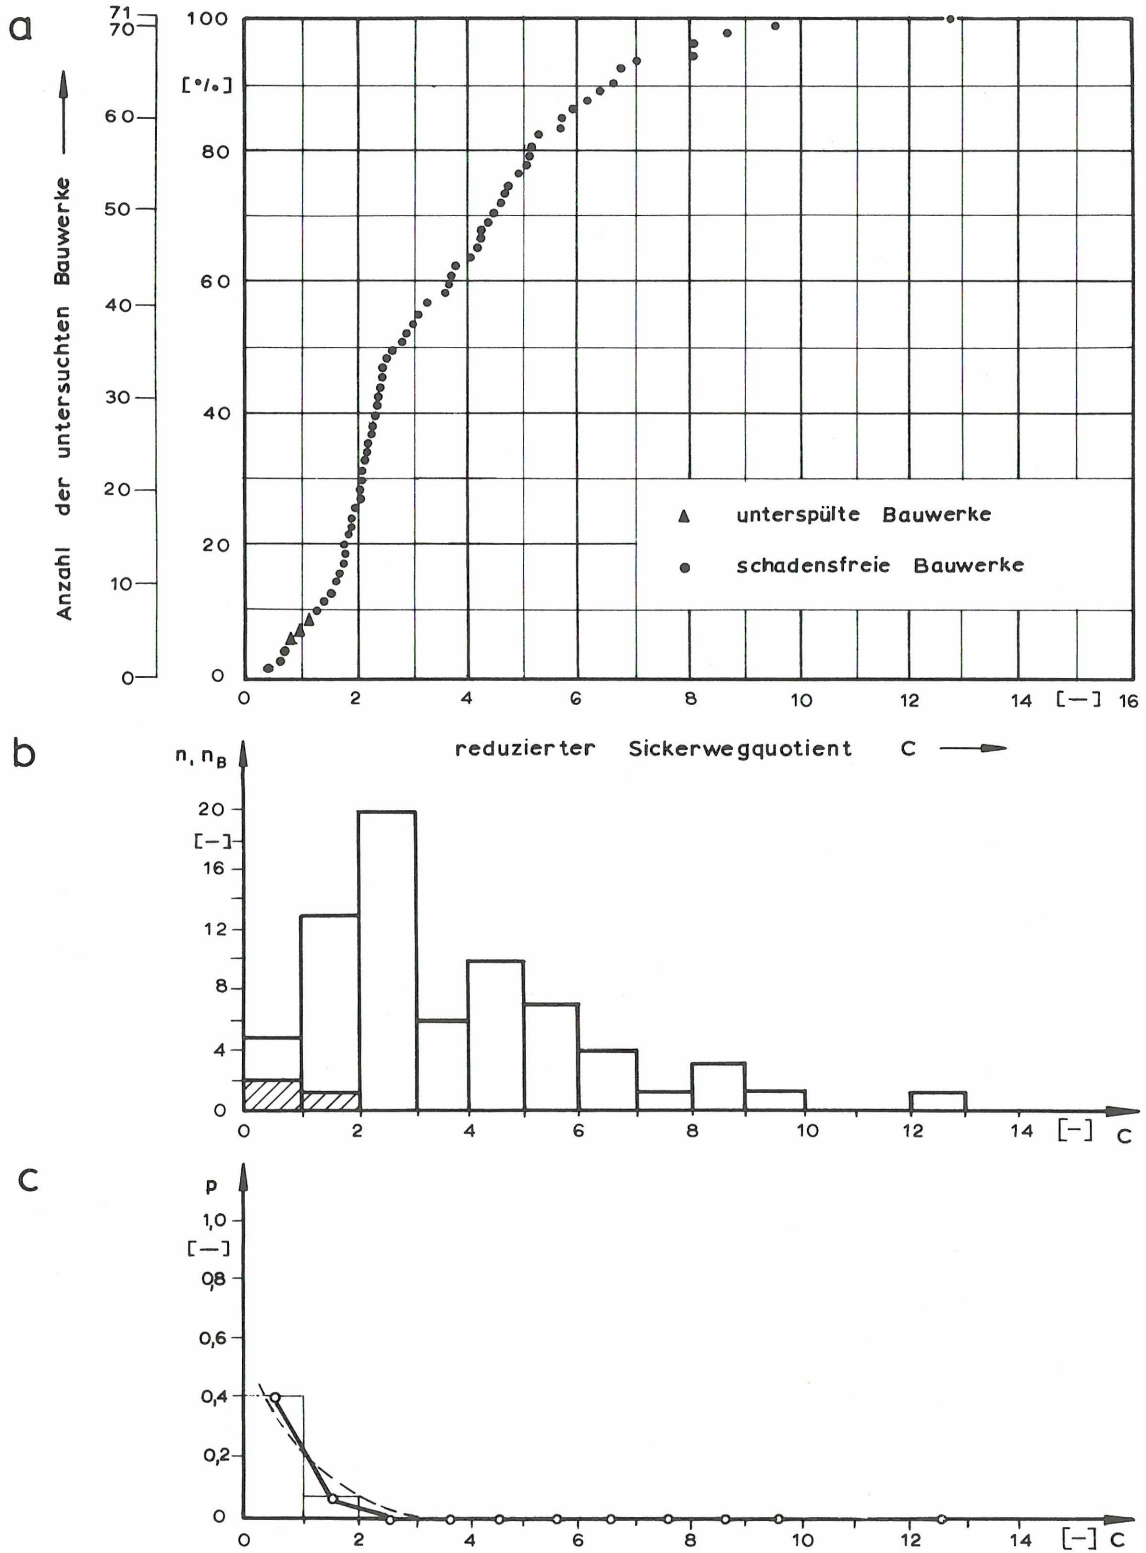 a
71
70
60
50
40
30
20
10
0
Anzahl der untersuchten Bauwerke
100
[%]
80
60
40
20
0
▲ unterspülte Bauwerke
● schadensfreie Bauwerke
0 2 4 6 8 10 12 14 [—] 16
reduzierter Sickerwegquotient C
b
n, nB
20
[—]
16
12
8
4
0
0 2 4 6 8 10 12 14 [—] C
c
p
1,0
[—]
0,8
0,6
0,4
0,2
0
0 2 4 6 8 10 12 14 [—] C